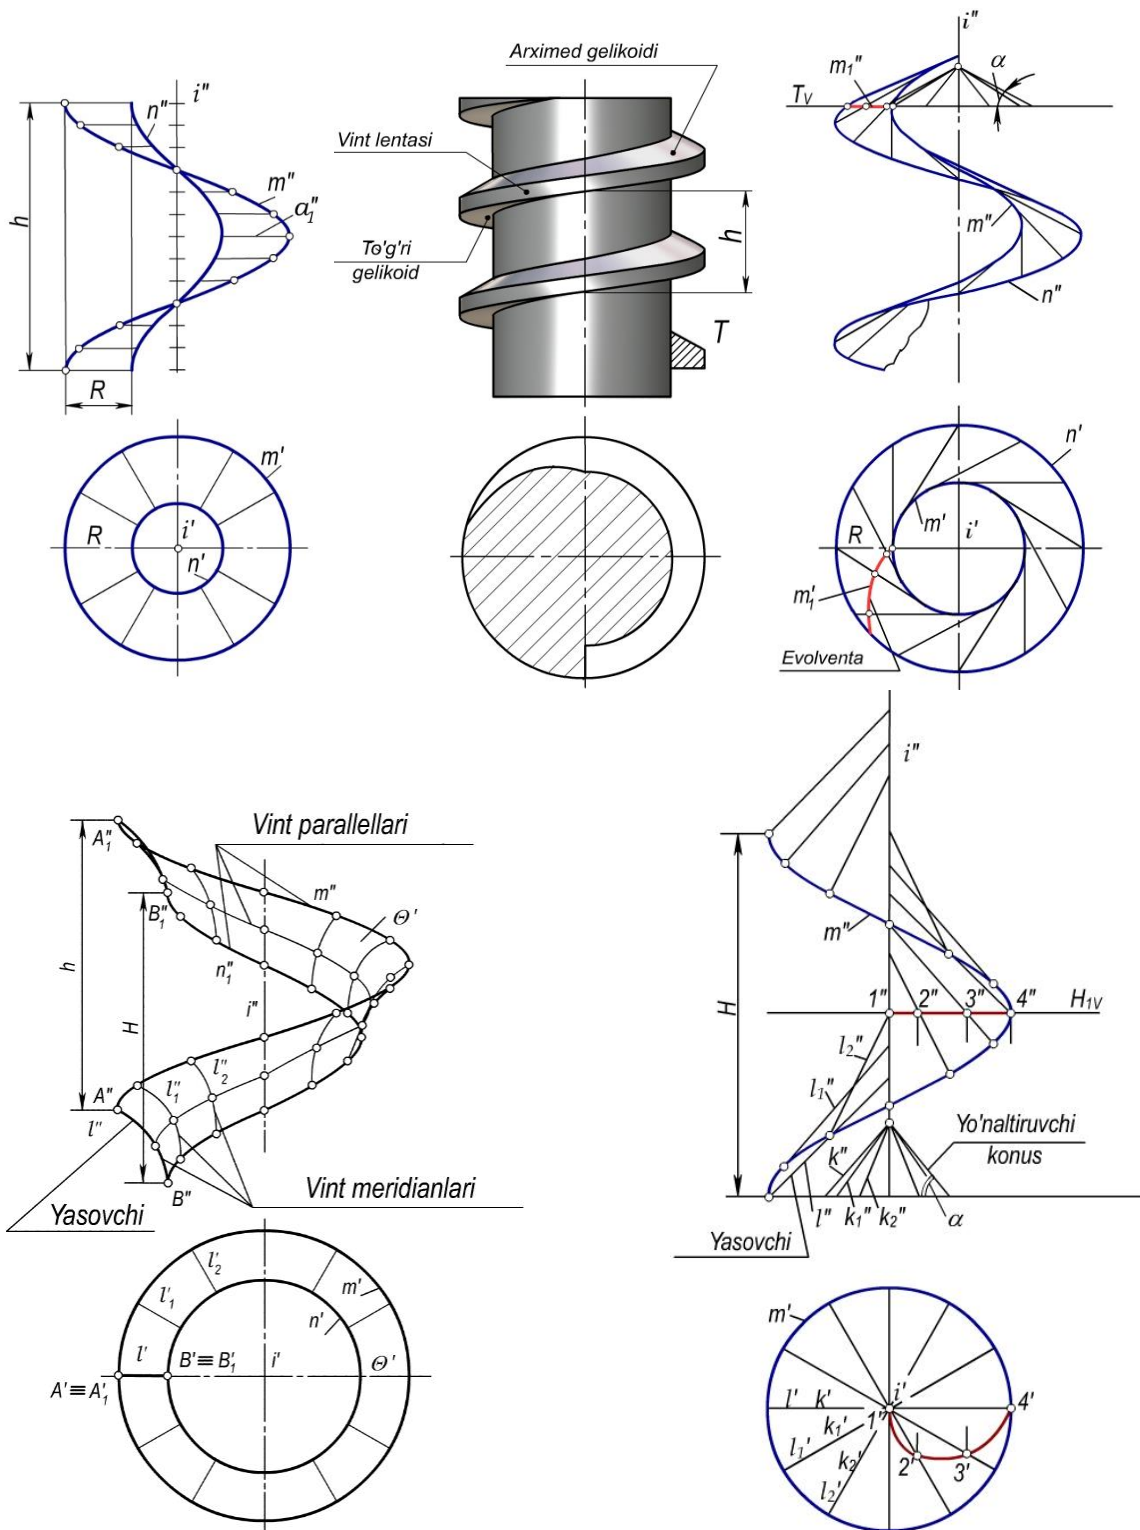 i"
n"
m"
a₁"
h
R
m'
R
i'
n'
Arximed gelikoidi
Vint lentasi
To'g'ri
gelikoid
h
T
i"
α
m₁"
Tᵥ
m"
n"
n'
m'
R
i'
m₁'
Evolventa
A₁"
Vint parallellari
m"
Θ'
B₁"
n₁"
h
H
i"
l₂"
l₁"
A"
l"
B"
Vint meridianlari
Yasovchi
l₂'
l₁'
m'
n'
l'
B'≡B₁'
i'
Θ'
A'≡A₁'
i"
m"
H
1"
2"
3"
4"
H₁ᵥ
l₂"
l₁"
Yo'naltiruvchi
konus
k"
l"
k₁"
k₂"
α
Yasovchi
m'
i'
l'
k'
1'
4'
k₁'
l₁'
k₂'
2'
3'
l₂'